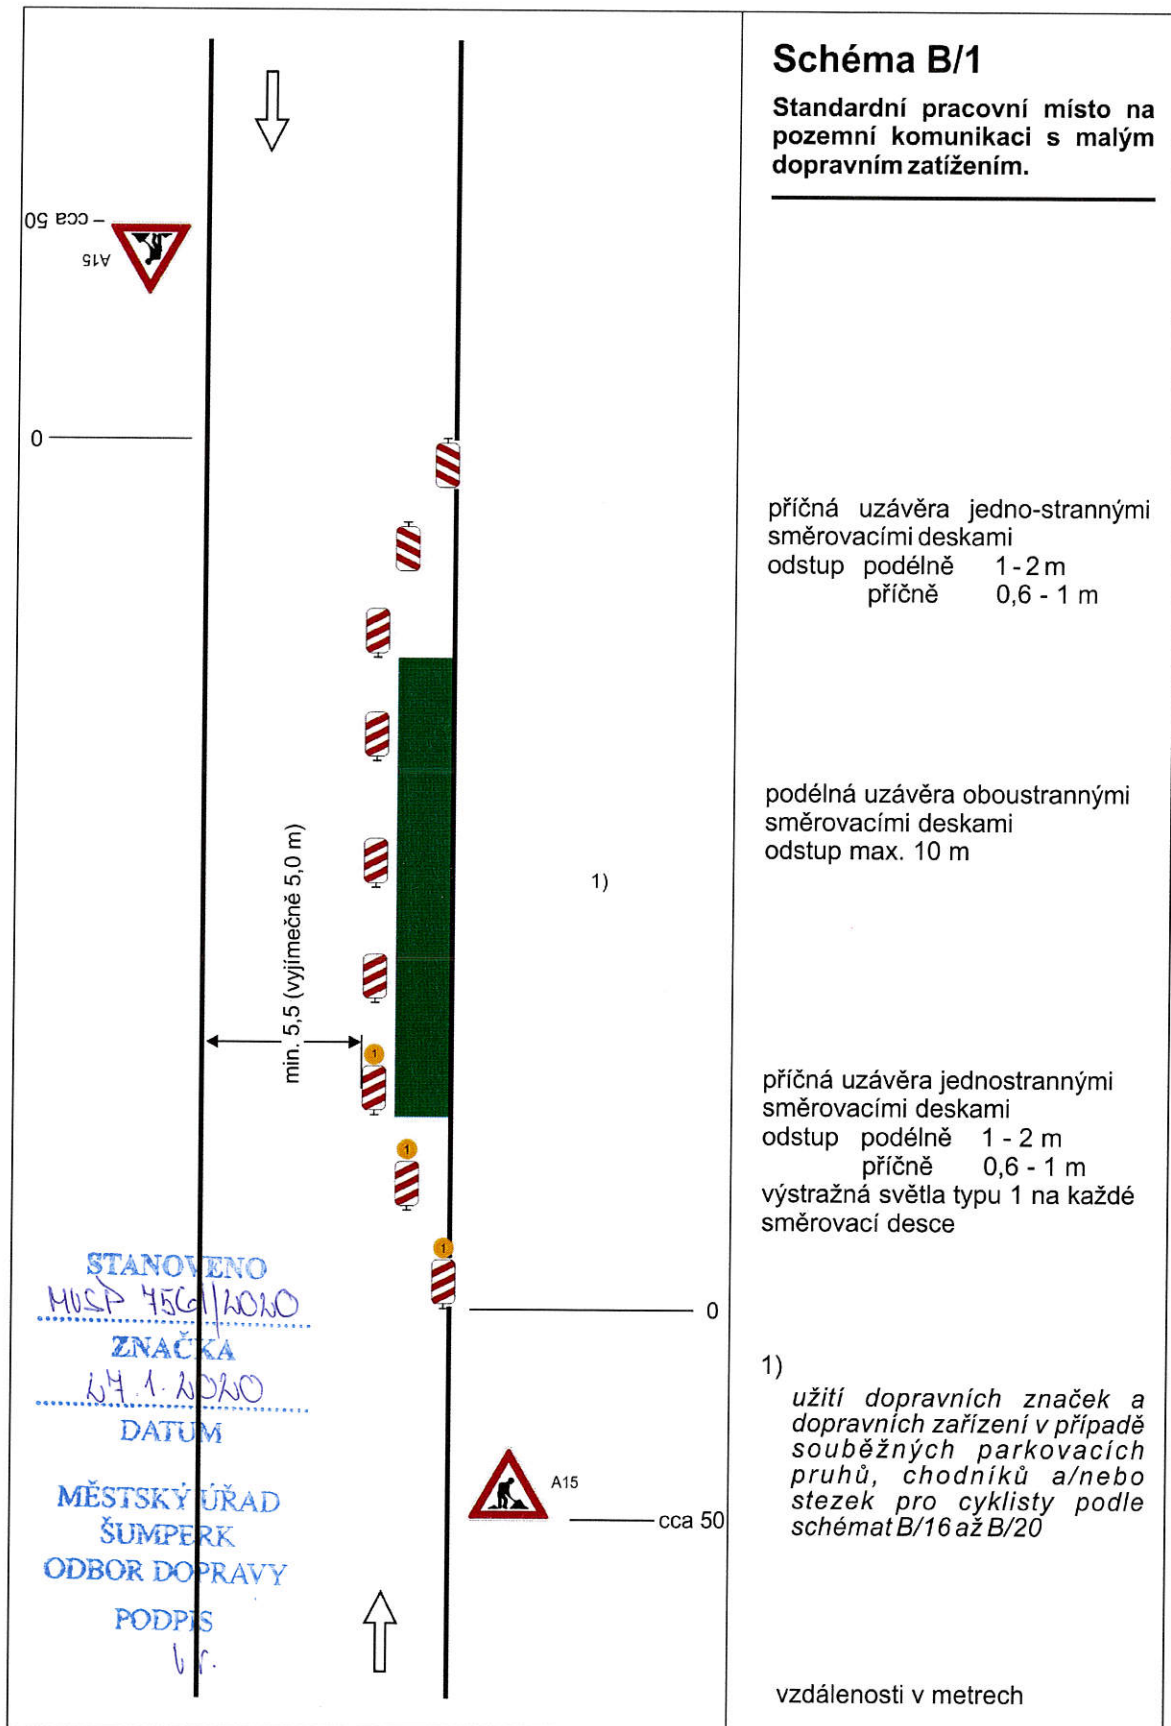 Schéma B/1
Standardní pracovní místo na
pozemní komunikaci s malým
dopravním zatížením.
cca 50
A15
0
příčná uzávěra jedno-strannými
směrovacími deskami
odstup podélně 1 - 2 m
příčně 0,6 - 1 m
podélná uzávěra oboustrannými
směrovacími deskami
odstup max. 10 m
min. 5,5 (vyjímečně 5,0 m)
1)
příčná uzávěra jednostrannými
směrovacími deskami
odstup podélně 1 - 2 m
příčně 0,6 - 1 m
výstražná světla typu 1 na každé
směrovací desce
1
1
1
0
STANOVENO
MUSP 7561/2020
ZNAČKA
27.1.2020
DATUM
MĚSTSKÝ ÚŘAD
ŠUMPERK
ODBOR DOPRAVY
PODPIS
A15
cca 50
1)
užití dopravních značek a
dopravních zařízení v případě
souběžných parkovacích
pruhů, chodníků a/nebo
stezek pro cyklisty podle
schémat B/16 až B/20
vzdálenosti v metrech